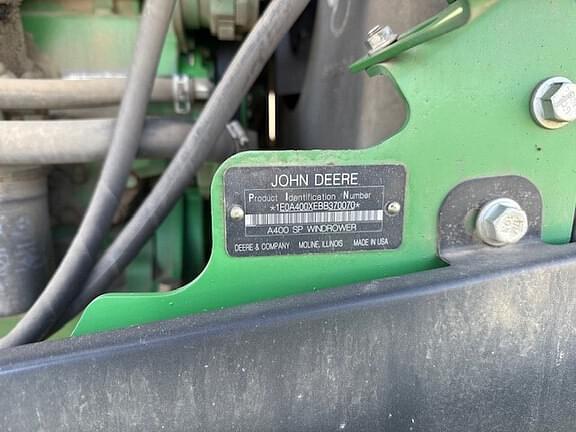 JOHN DEERE
Product Identification Number
*1E0A400XEBB370070*
A400 SP WINDROWER
DEERE & COMPANY MOLINE, ILLINOIS MADE IN USA